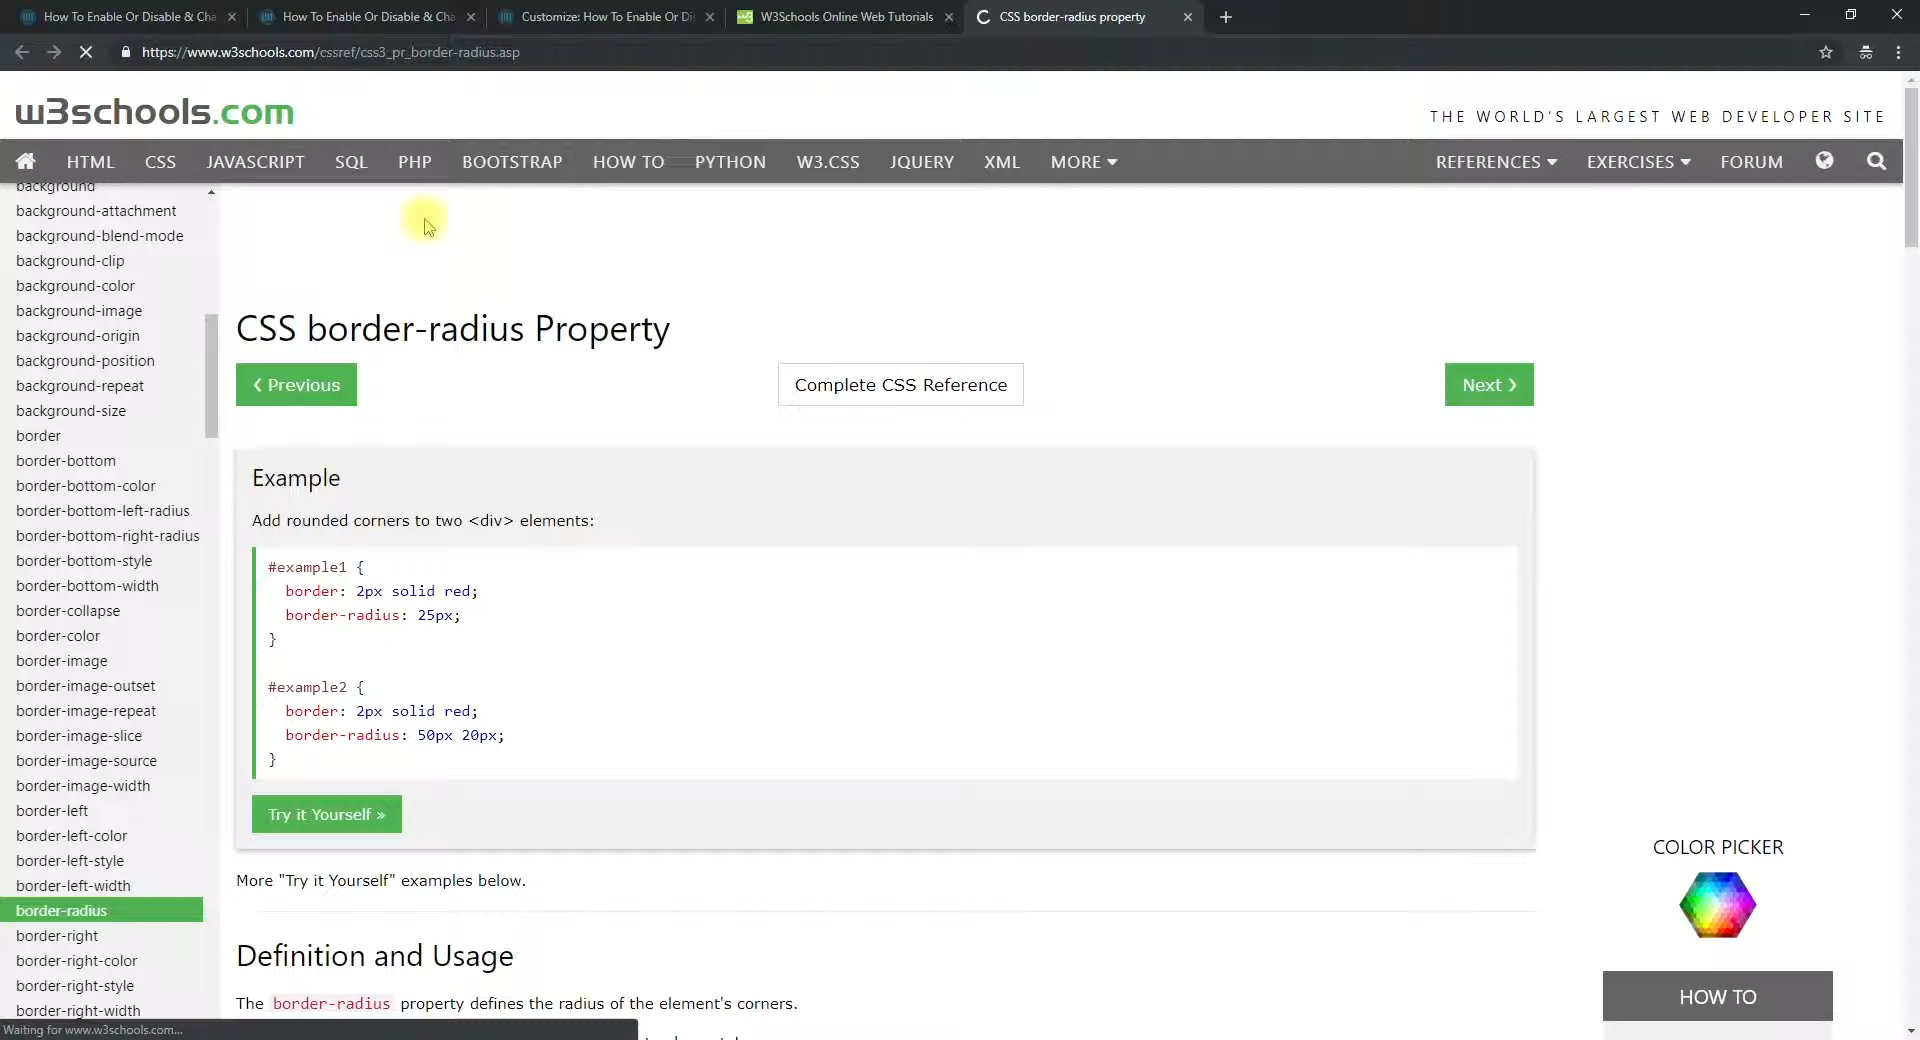 How To Enable Or Disable & Cha
How To Enable Or Disable & Cha
Customize: How To Enable Or Di
W3Schools Online Web Tutorials
CSS border-radius property
https://www.w3schools.com/cssref/css3_pr_border-radius.asp
w3schools.com
THE WORLD'S LARGEST WEB DEVELOPER SITE
HTML CSS JAVASCRIPT SQL PHP BOOTSTRAP HOW TO PYTHON W3.CSS JQUERY XML MORE REFERENCES EXERCISES FORUM
background
background-attachment
background-blend-mode
background-clip
background-color
background-image
background-origin
background-position
background-repeat
background-size
border
border-bottom
border-bottom-color
border-bottom-left-radius
border-bottom-right-radius
border-bottom-style
border-bottom-width
border-collapse
border-color
border-image
border-image-outset
border-image-repeat
border-image-slice
border-image-source
border-image-width
border-left
border-left-color
border-left-style
border-left-width
border-radius
border-right
border-right-color
border-right-style
border-right-width
Waiting for www.w3schools.com...
CSS border-radius Property
❮ Previous
Complete CSS Reference
Next ❯
Example
Add rounded corners to two <div> elements:
#example1 {
border: 2px solid red;
border-radius: 25px;
}
#example2 {
border: 2px solid red;
border-radius: 50px 20px;
}
Try it Yourself »
More "Try it Yourself" examples below.
Definition and Usage
The border-radius property defines the radius of the element's corners.
COLOR PICKER
HOW TO